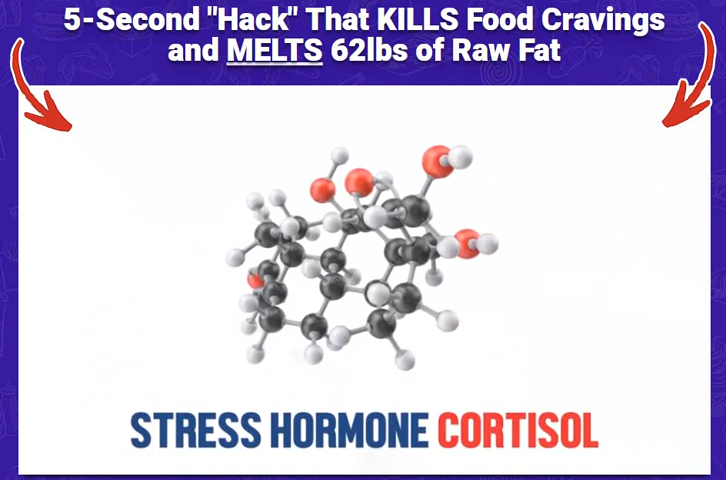 5-Second "Hack" That KILLS Food Cravings
and MELTS 62lbs of Raw Fat
STRESS HORMONE CORTISOL